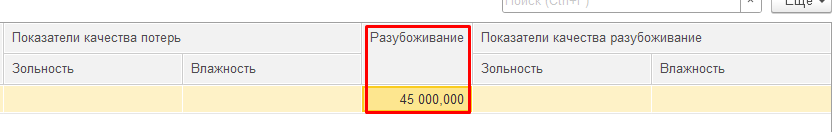 Поиск (Ctrl+F)
×
Еще
Показатели качества потерь
Разубоживание
Показатели качества разубоживание
Зольность
Влажность
Зольность
Влажность
45 000,000